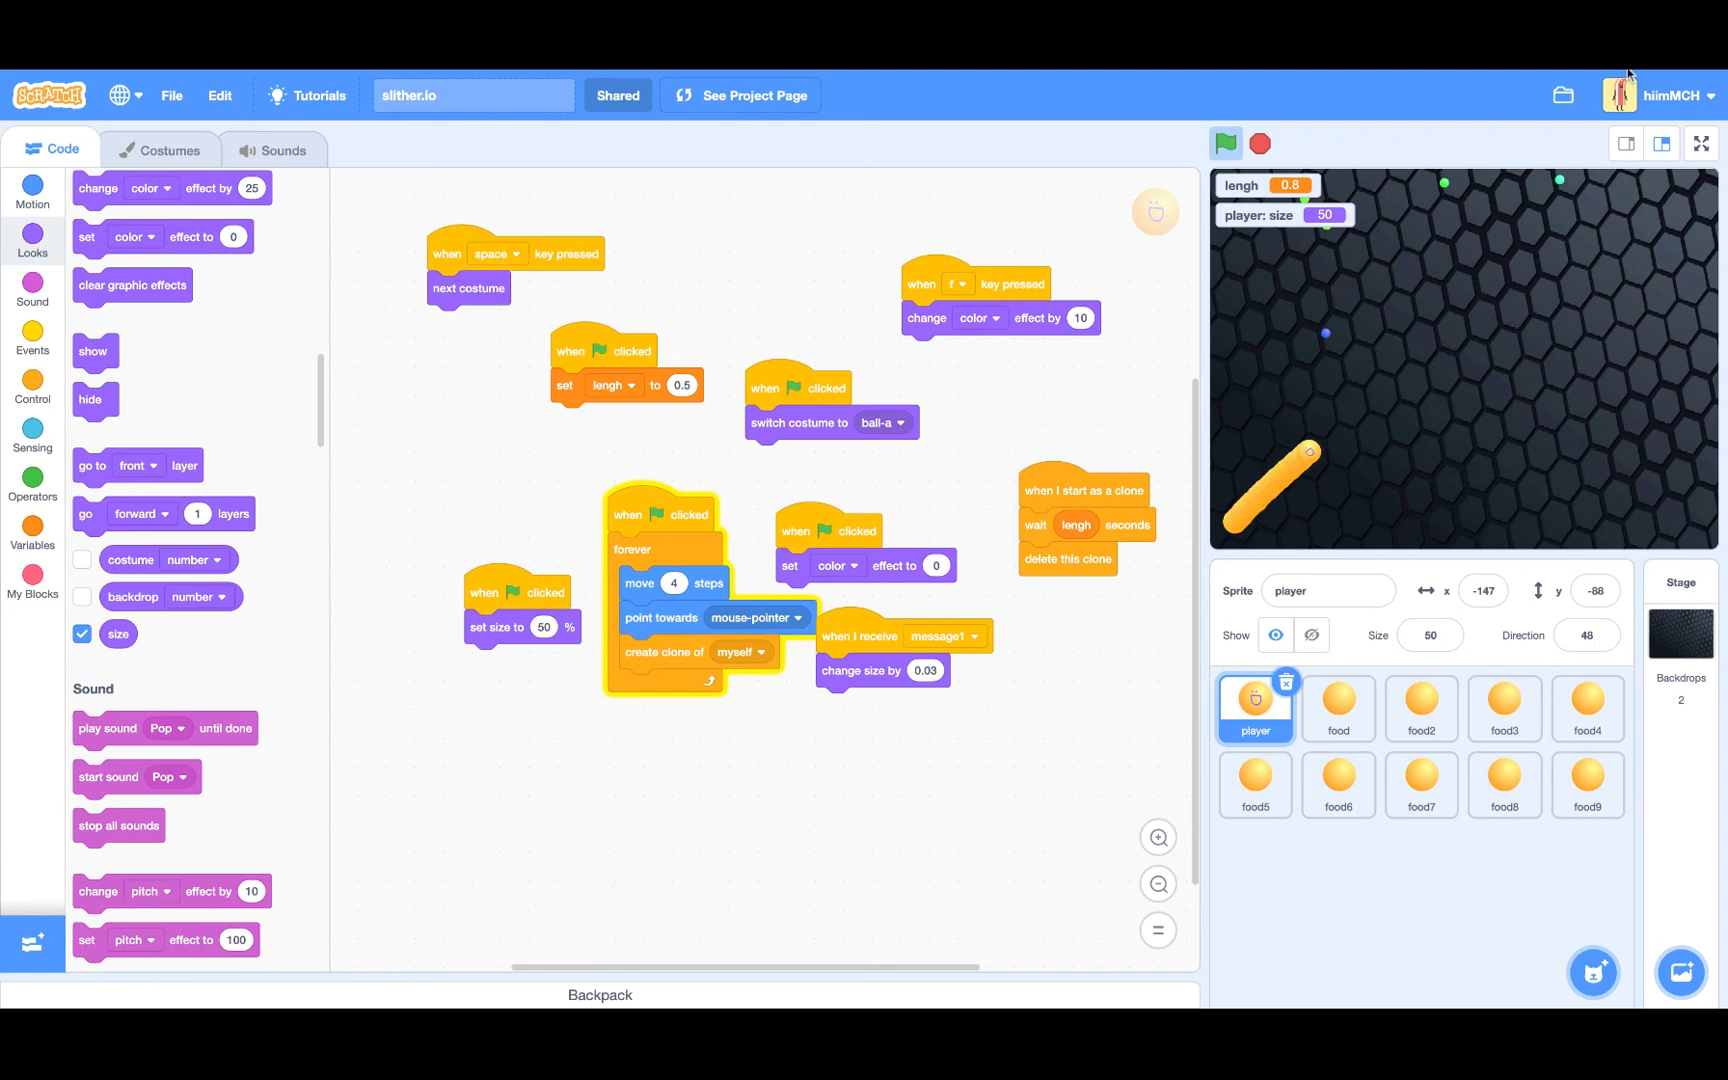 SCRATCH File Edit Tutorials slither.io Shared See Project Page hiimMCH
Code Costumes Sounds
Motion
Looks
Sound
Events
Control
Sensing
Operators
Variables
My Blocks
change color effect by 25
set color effect to 0
clear graphic effects
show
hide
go to front layer
go forward 1 layers
costume number
backdrop number
size
Sound
play sound Pop until done
start sound Pop
stop all sounds
change pitch effect by 10
set pitch effect to 100
when space key pressed
next costume
when f key pressed
change color effect by 10
when clicked
set lengh to 0.5
when clicked
switch costume to ball-a
when I start as a clone
wait lengh seconds
delete this clone
when clicked
forever
move 4 steps
point towards mouse-pointer
create clone of myself
when clicked
set color effect to 0
when clicked
set size to 50 %
when I receive message1
change size by 0.03
Backpack
lengh 0.8
player: size 50
Sprite player x -147 y -88
Show Size 50 Direction 48
player food food2 food3 food4
food5 food6 food7 food8 food9
Stage
Backdrops
2